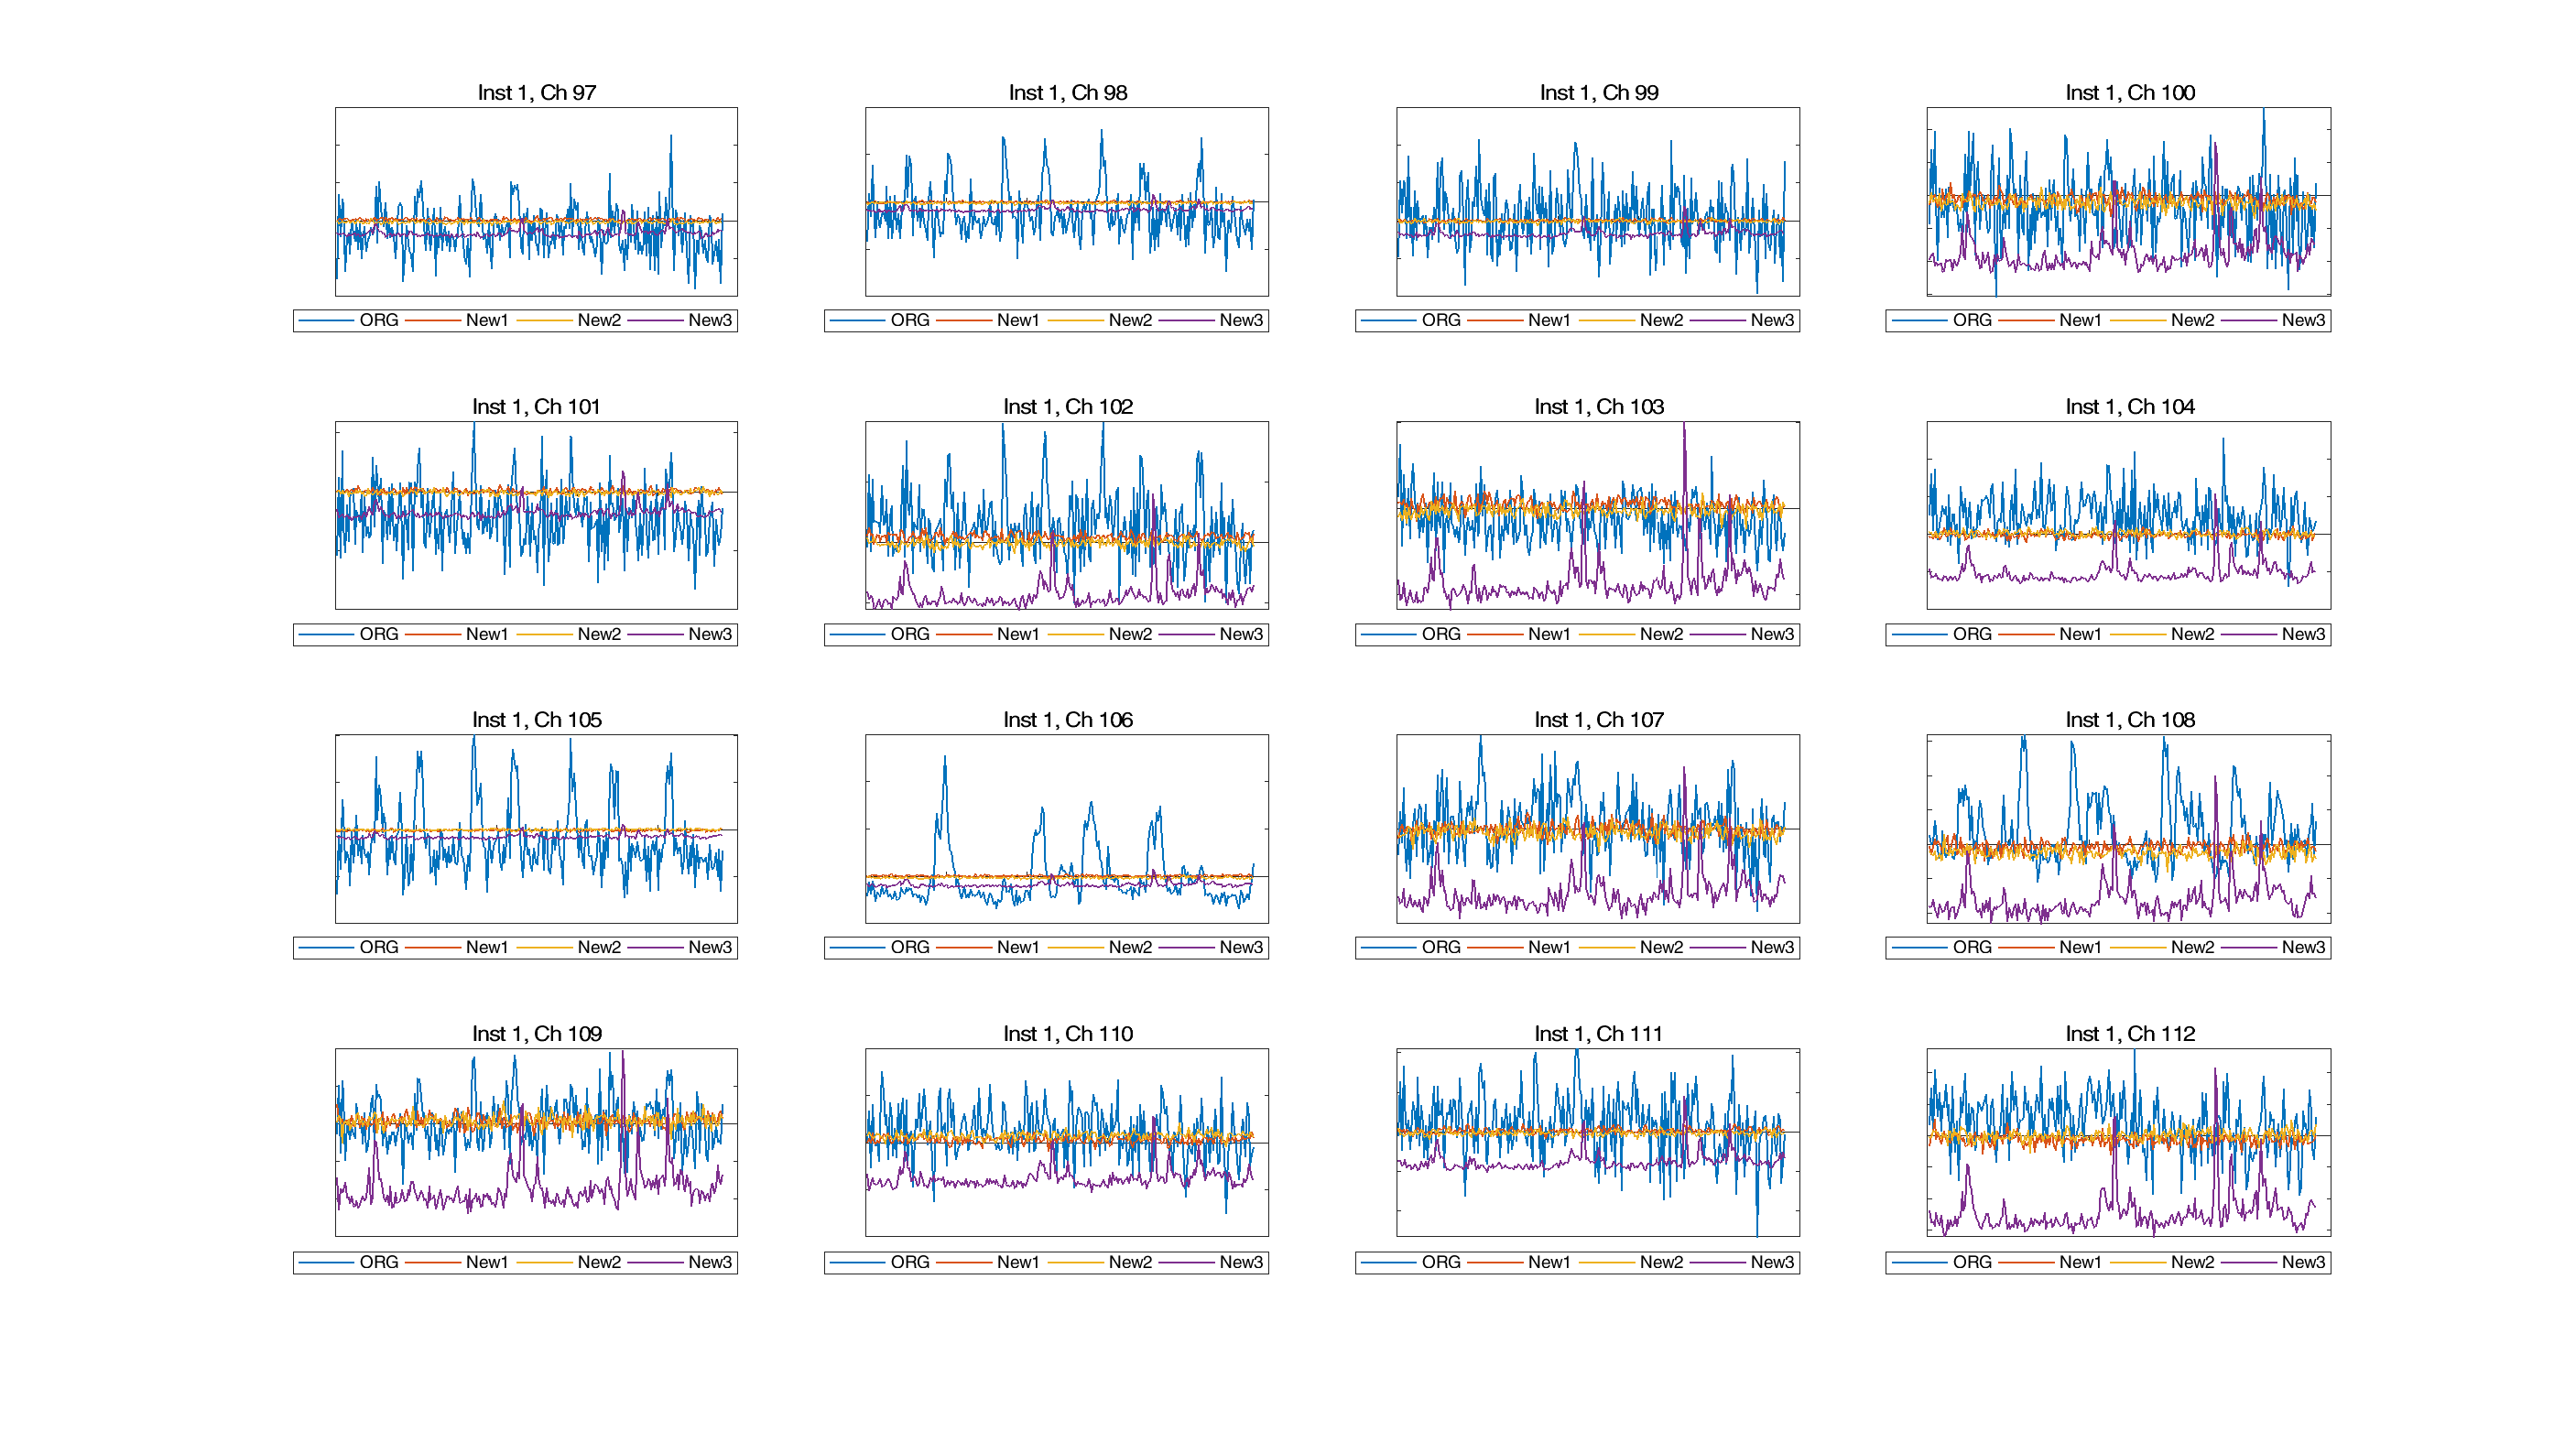 Inst 1, Ch 97 Inst 1, Ch 98 Inst 1, Ch 99 Inst 1, Ch 100
ORG New1 New2 New3 ORG New1 New2 New3 ORG New1 New2 New3 ORG New1 New2 New3
Inst 1, Ch 101 Inst 1, Ch 102 Inst 1, Ch 103 Inst 1, Ch 104
ORG New1 New2 New3 ORG New1 New2 New3 ORG New1 New2 New3 ORG New1 New2 New3
Inst 1, Ch 105 Inst 1, Ch 106 Inst 1, Ch 107 Inst 1, Ch 108
ORG New1 New2 New3 ORG New1 New2 New3 ORG New1 New2 New3 ORG New1 New2 New3
Inst 1, Ch 109 Inst 1, Ch 110 Inst 1, Ch 111 Inst 1, Ch 112
ORG New1 New2 New3 ORG New1 New2 New3 ORG New1 New2 New3 ORG New1 New2 New3